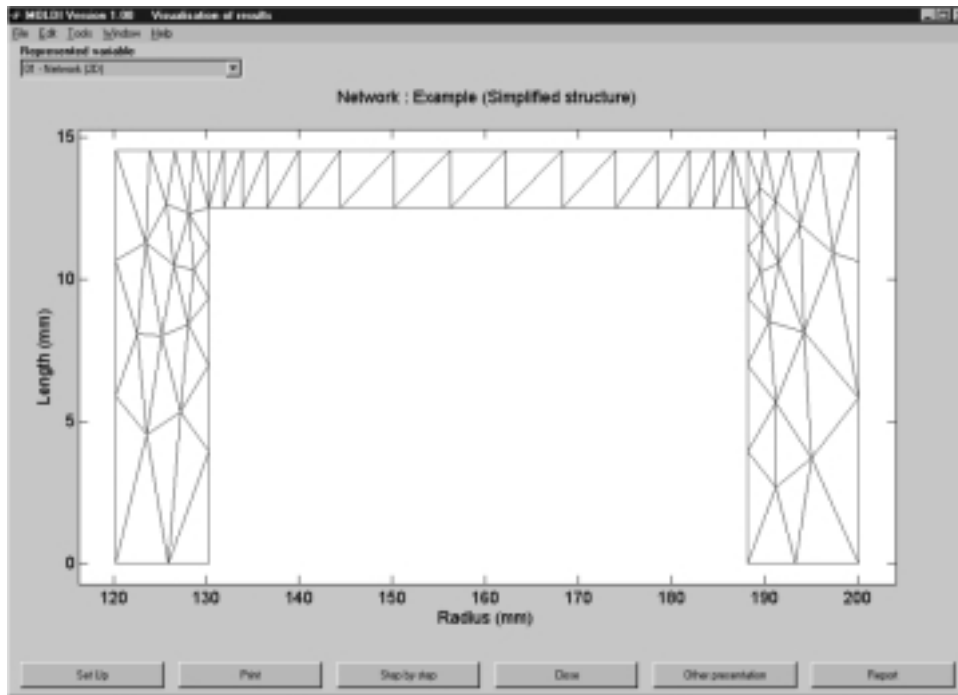 MOLDI Version 1.00 Visualisation of results
File Edit Tools Window Help
Represented variable
01 - Network (2D)
Network : Example (Simplified structure)
15
10
5
0
Length (mm)
120 130 140 150 160 170 180 190 200
Radius (mm)
Set Up Print Step by step Close Other presentation Report